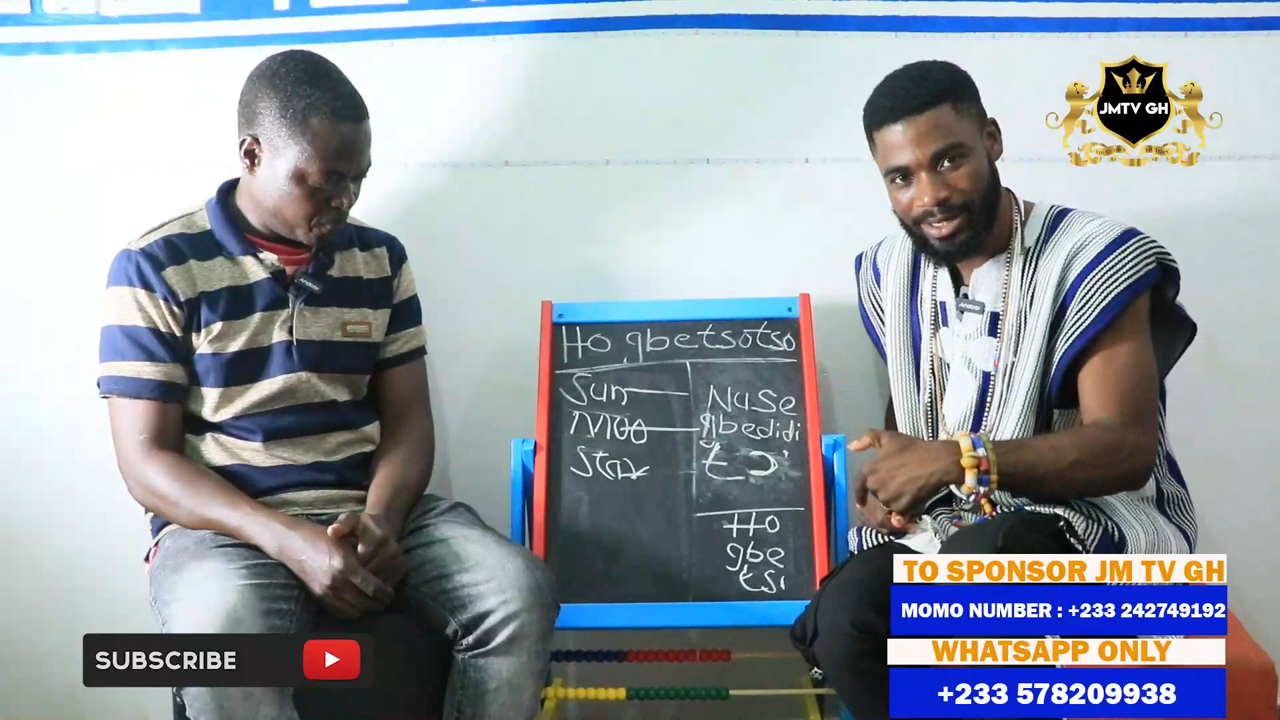 JMTV GH
Ho gbetsotso
Sun Nuse
Moo gbedidi
Star
Ho
gbe
tsi
TO SPONSOR JM TV GH
MOMO NUMBER : +233 242749192
WHATSAPP ONLY
+233 578209938
SUBSCRIBE